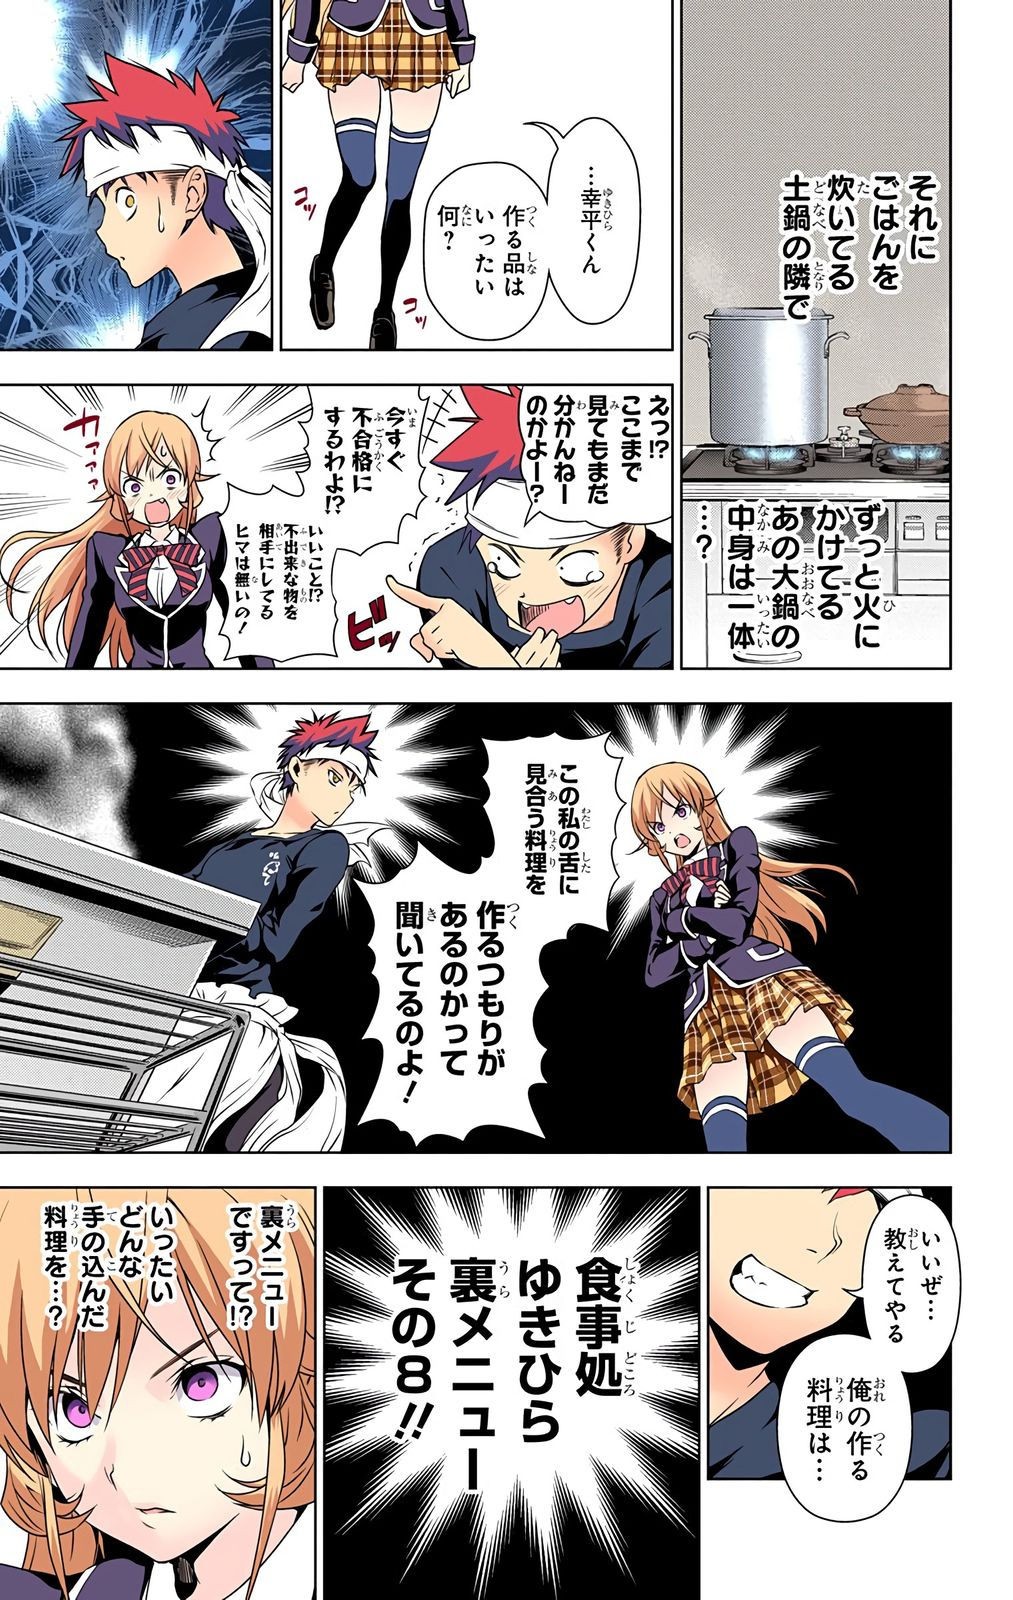 それに
ごはんを
炊いてる
土鍋の隣で
ずっと火に
かけてる
あの大鍋の
中身は一体
…?
…幸平くん
作る品は
いったい
何?
コッ
コッ
えっ!?
ここまで
見てもまだ
分かんねー
のかよー?
ビッ
今すぐ
不合格に
するわよ!?
いいこと!?
不出来な物を
相手にしてる
ヒマは無いの!
カァァァ
この私の舌に
見合う料理を
作るつもりが
あるのかって
聞いてるのよ!
いいぜ…
教えてやる
俺の作る
料理は…
食事処
ゆきひら
裏メニュー
その8!!
裏メニュー
ですって!?
いったい
どんな
手の込んだ
料理を…?